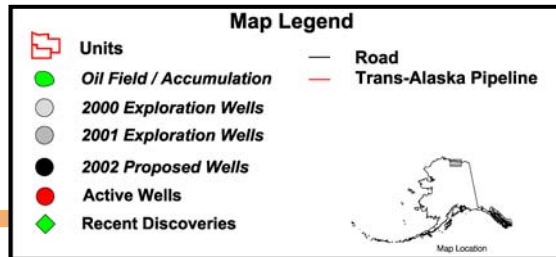 Map Legend
Units
Oil Field / Accumulation
2000 Exploration Wells
2001 Exploration Wells
2002 Proposed Wells
Active Wells
Recent Discoveries
Road
Trans-Alaska Pipeline
Map Location